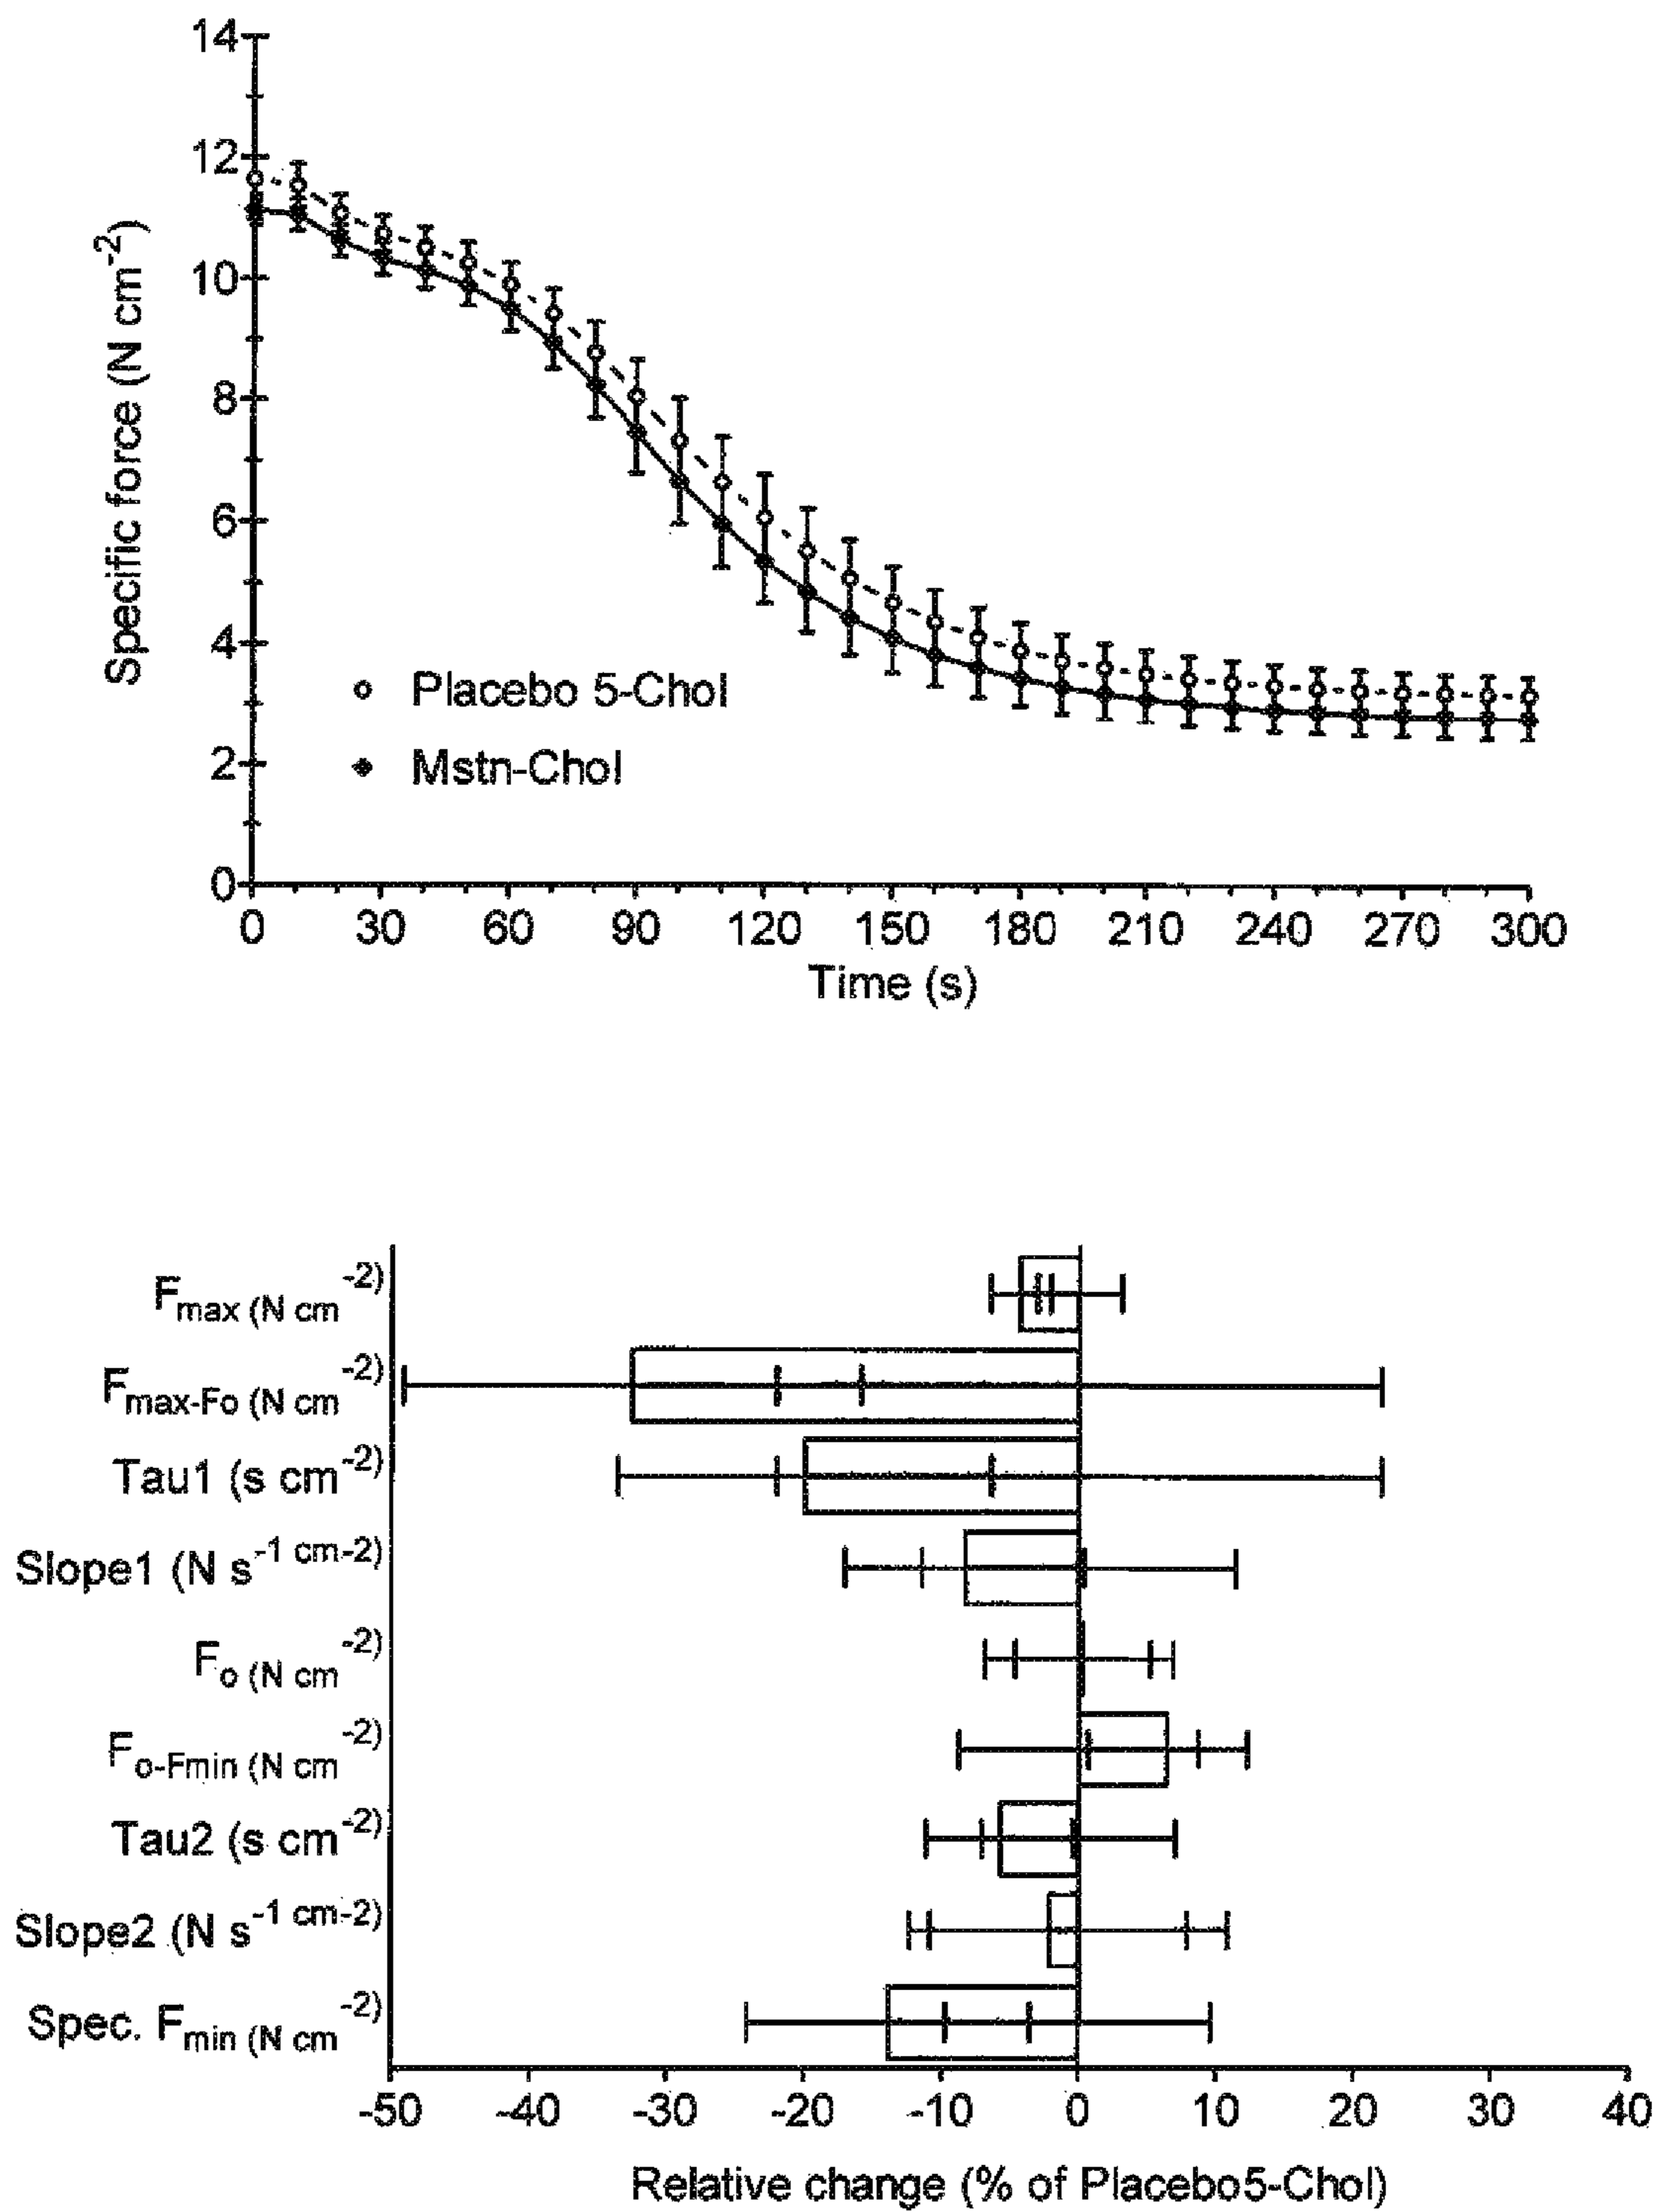 14
12
10
8
6
4
2
0
Specific force (N cm-2)
Placebo 5-Chol
Mstn-Chol
0 30 60 90 120 150 180 210 240 270 300
Time (s)
Fmax (N cm-2)
Fmax-Fo (N cm-2)
Tau1 (s cm-2)
Slope1 (N s-1 cm-2)
Fo (N cm-2)
Fo-Fmin (N cm-2)
Tau2 (s cm-2)
Slope2 (N s-1 cm-2)
Spec. Fmin (N cm-2)
-50 -40 -30 -20 -10 0 10 20 30 40
Relative change (% of Placebo5-Chol)